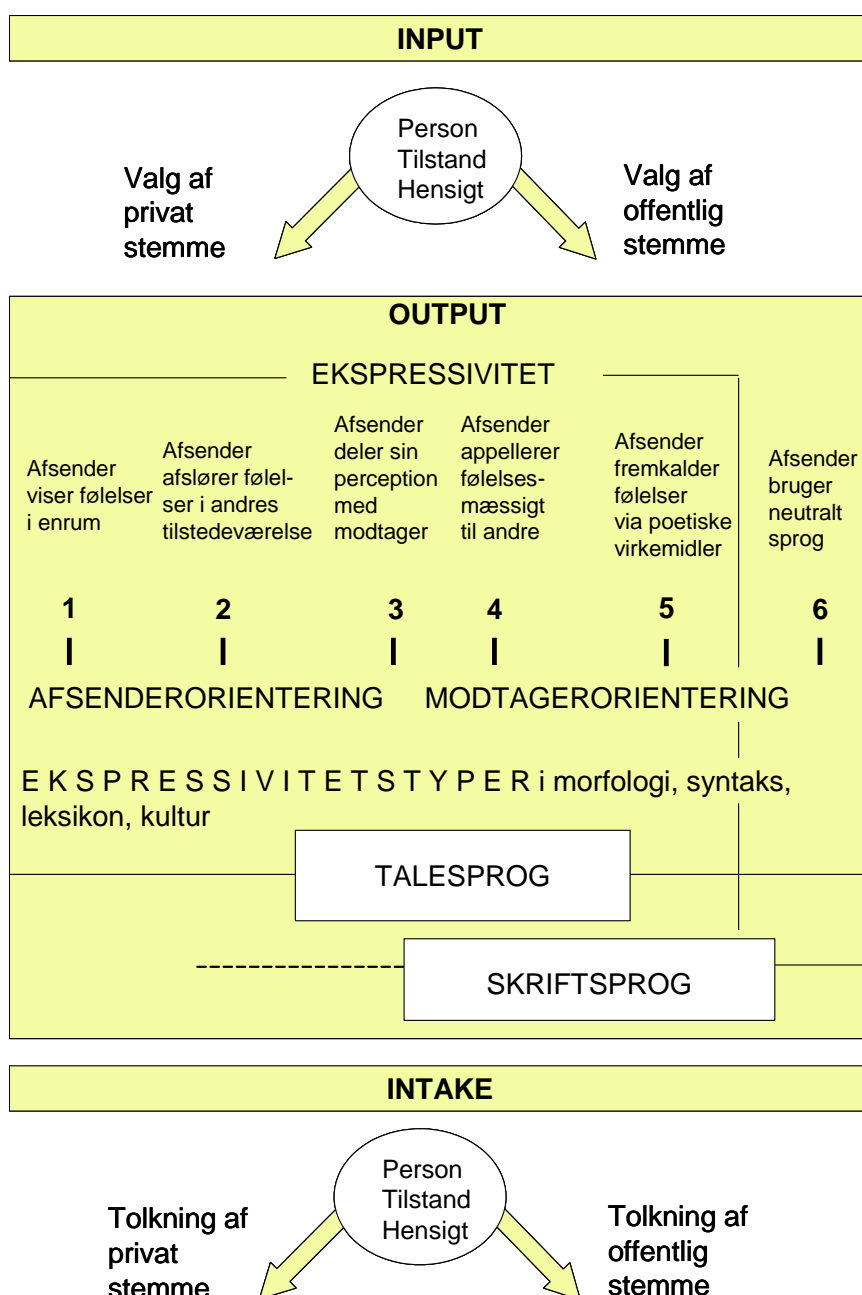 INPUT
Person
Tilstand
Hensigt
Valg af
privat
stemme
Valg af
offentlig
stemme
OUTPUT
EKSPRESSIVITET
Afsender
viser følelser
i enrum
Afsender
afslører følel-
ser i andres
tilstedeværelse
Afsender
deler sin
perception
med
modtager
Afsender
appellerer
følelses-
mæssigt
til andre
Afsender
fremkalder
følelser
via poetiske
virkemidler
Afsender
bruger
neutralt
sprog
1 2 3 4 5 6
AFSENDERORIENTERING MODTAGERORIENTERING
E K S P R E S S I V I T E T S T Y P E R i morfologi, syntaks,
leksikon, kultur
TALESPROG
SKRIFTSPROG
INTAKE
Person
Tilstand
Hensigt
Tolkning af
privat
stemme
Tolkning af
offentlig
stemme